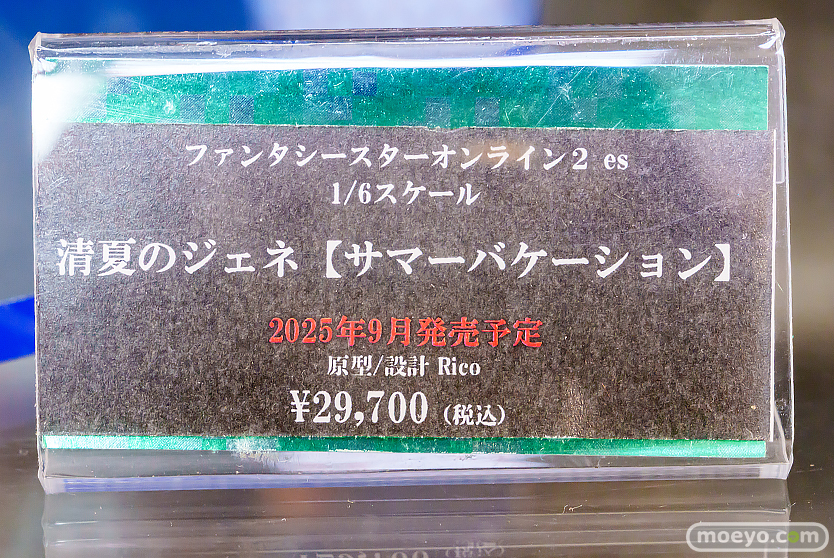 ファンタシースターオンライン2 es
1/6スケール
清夏のジェネ【サマーバケーション】
2025年9月発売予定
原型/設計 Rico
¥29,700（税込）
moeyo.com